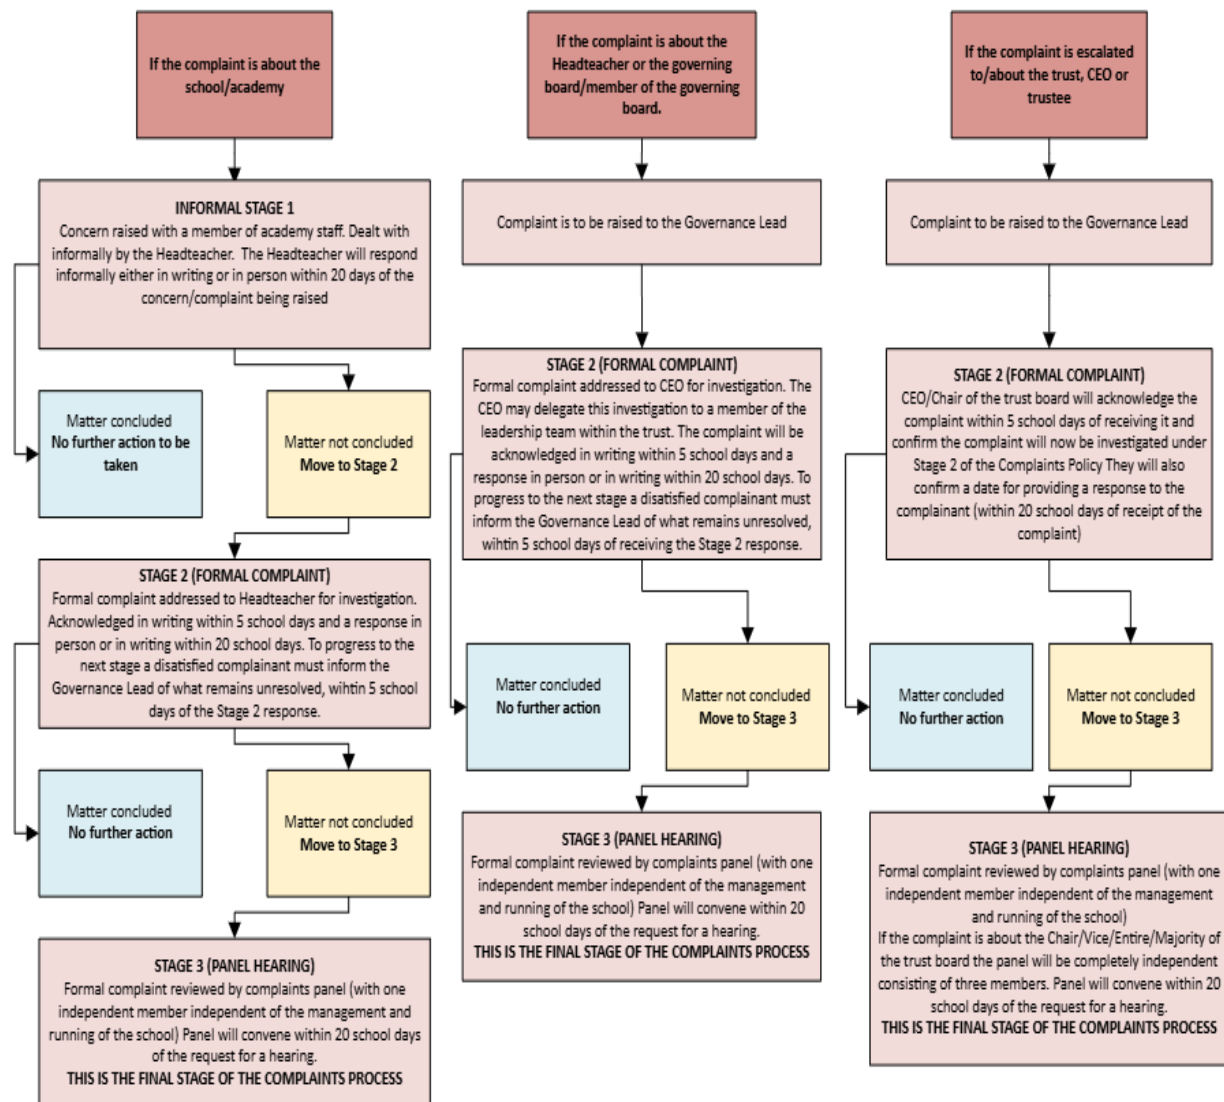 If the complaint is about the
school/academy
INFORMAL STAGE 1
Concern raised with a member of academy staff. Dealt with
informally by the Headteacher. The Headteacher will respond
informally either in writing or in person within 20 days of the
concern/complaint being raised
Matter concluded
No further action to be
taken
Matter not concluded
Move to Stage 2
STAGE 2 (FORMAL COMPLAINT)
Formal complaint addressed to Headteacher for investigation.
Acknowledged in writing within 5 school days and a response in
person or in writing within 20 school days. To progress to the
next stage a disatisfied complainant must inform the
Governance Lead of what remains unresolved, wihtin 5 school
days of the Stage 2 response.
Matter concluded
No further action
Matter not concluded
Move to Stage 3
STAGE 3 (PANEL HEARING)
Formal complaint reviewed by complaints panel (with one
independent member independent of the management and
running of the school) Panel will convene within 20 school days
of the request for a hearing.
THIS IS THE FINAL STAGE OF THE COMPLAINTS PROCESS
If the complaint is about the
Headteacher or the governing
board/member of the governing
board.
Complaint is to be raised to the Governance Lead
STAGE 2 (FORMAL COMPLAINT)
Formal complaint addressed to CEO for investigation. The
CEO may delegate this investigation to a member of the
leadership team within the trust. The complaint will be
acknowledged in writing within 5 school days and a
response in person or in writing within 20 school days. To
progress to the next stage a disatisfied complainant must
inform the Governance Lead of what remains unresolved,
wihtin 5 school days of receiving the Stage 2 response.
Matter concluded
No further action
Matter not concluded
Move to Stage 3
STAGE 3 (PANEL HEARING)
Formal complaint reviewed by complaints panel (with one
independent member independent of the management
and running of the school) Panel will convene within 20
school days of the request for a hearing.
THIS IS THE FINAL STAGE OF THE COMPLAINTS PROCESS
If the complaint is escalated
to/about the trust, CEO or
trustee
Complaint to be raised to the Governance Lead
STAGE 2 (FORMAL COMPLAINT)
CEO/Chair of the trust board will acknowledge the
complaint within 5 school days of receiving it and
confirm the complaint will now be investigated under
Stage 2 of the Complaints Policy They will also
confirm a date for providing a response to the
complainant (within 20 school days of receipt of the
complaint)
Matter concluded
No further action
Matter not concluded
Move to Stage 3
STAGE 3 (PANEL HEARING)
Formal complaint reviewed by complaints panel (with one
independent member independent of the management
and running of the school)
If the complaint is about the Chair/Vice/Entire/Majority of
the trust board the panel will be completely independent
consisting of three members. Panel will convene within 20
school days of the request for a hearing.
THIS IS THE FINAL STAGE OF THE COMPLAINTS PROCESS